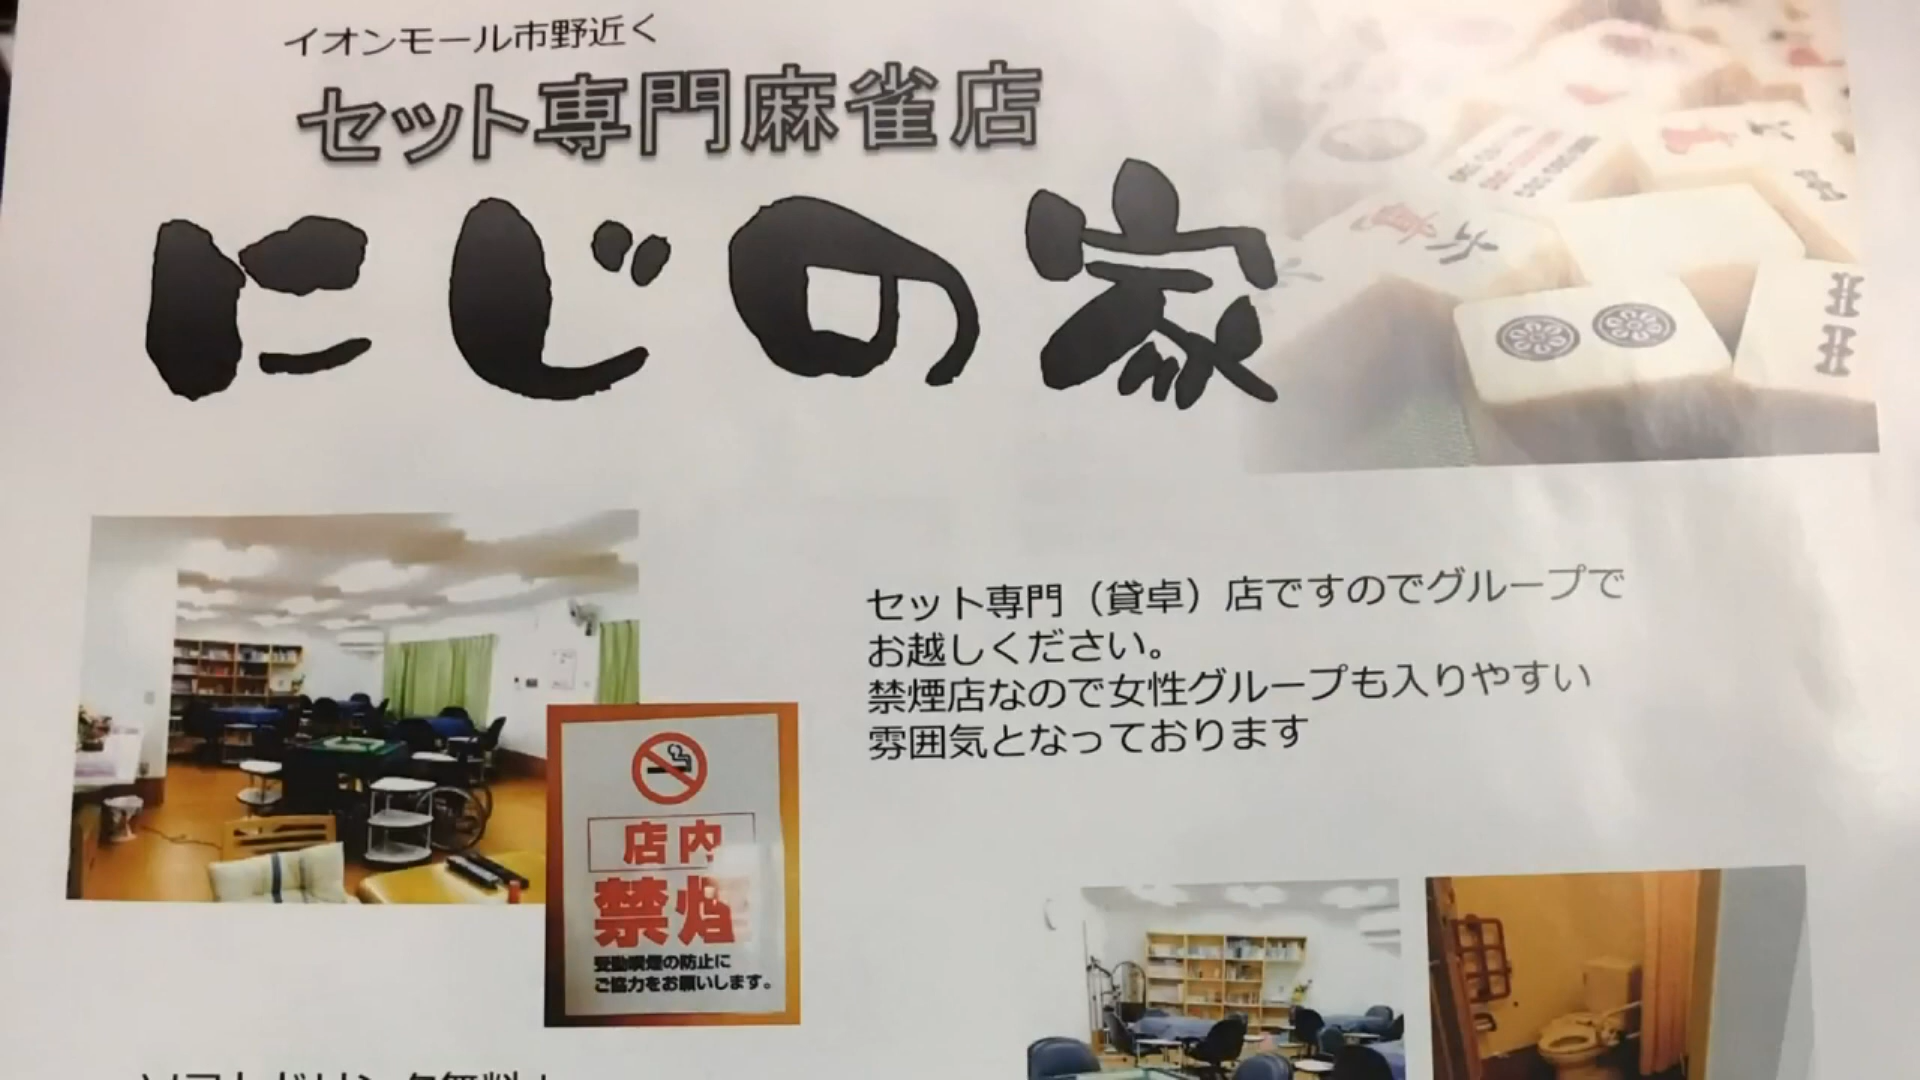 イオンモール市野近く
セット専門麻雀店
にじの家
セット専門（貸卓）店ですのでグループで
お越しください。
禁煙店なので女性グループも入りやすい
雰囲気となっております
店内
禁煙
受動喫煙の防止に
ご協力をお願いします。